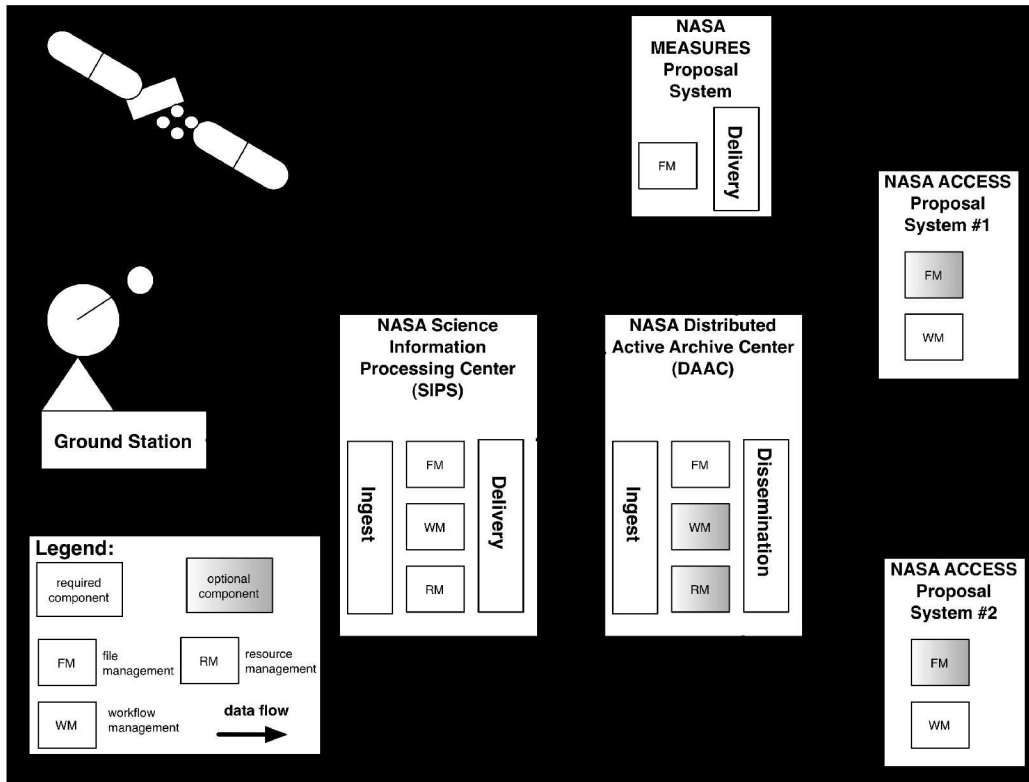 NASA
MEASURES
Proposal
System
FM
Delivery
NASA ACCESS
Proposal
System #1
FM
WM
Ground Station
NASA Science
Information
Processing Center
(SIPS)
Ingest
FM
WM
RM
Delivery
NASA Distributed
Active Archive Center
(DAAC)
Ingest
FM
WM
RM
Dissemination
NASA ACCESS
Proposal
System #2
FM
WM
Legend:
required
component
optional
component
FM
file
management
RM
resource
management
WM
workflow
management
data flow